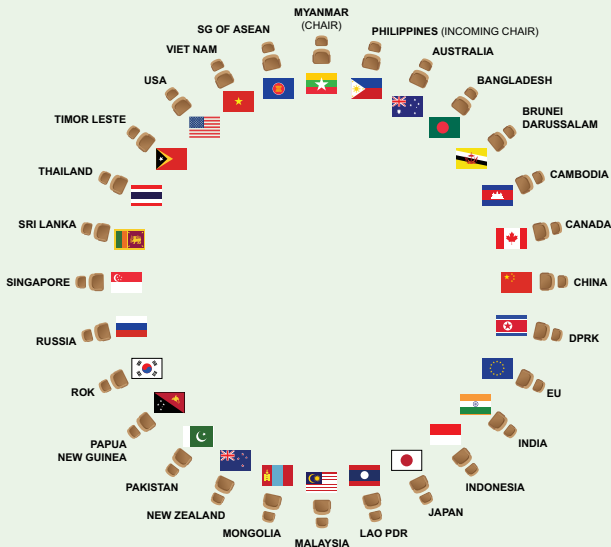 MYANMAR
(CHAIR)
PHILIPPINES (INCOMING CHAIR)
AUSTRALIA
BANGLADESH
BRUNEI
DARUSSALAM
CAMBODIA
CANADA
CHINA
DPRK
EU
INDIA
INDONESIA
JAPAN
LAO PDR
MALAYSIA
MONGOLIA
NEW ZEALAND
PAKISTAN
PAPUA
NEW GUINEA
ROK
RUSSIA
SINGAPORE
SRI LANKA
THAILAND
TIMOR LESTE
USA
VIET NAM
SG OF ASEAN